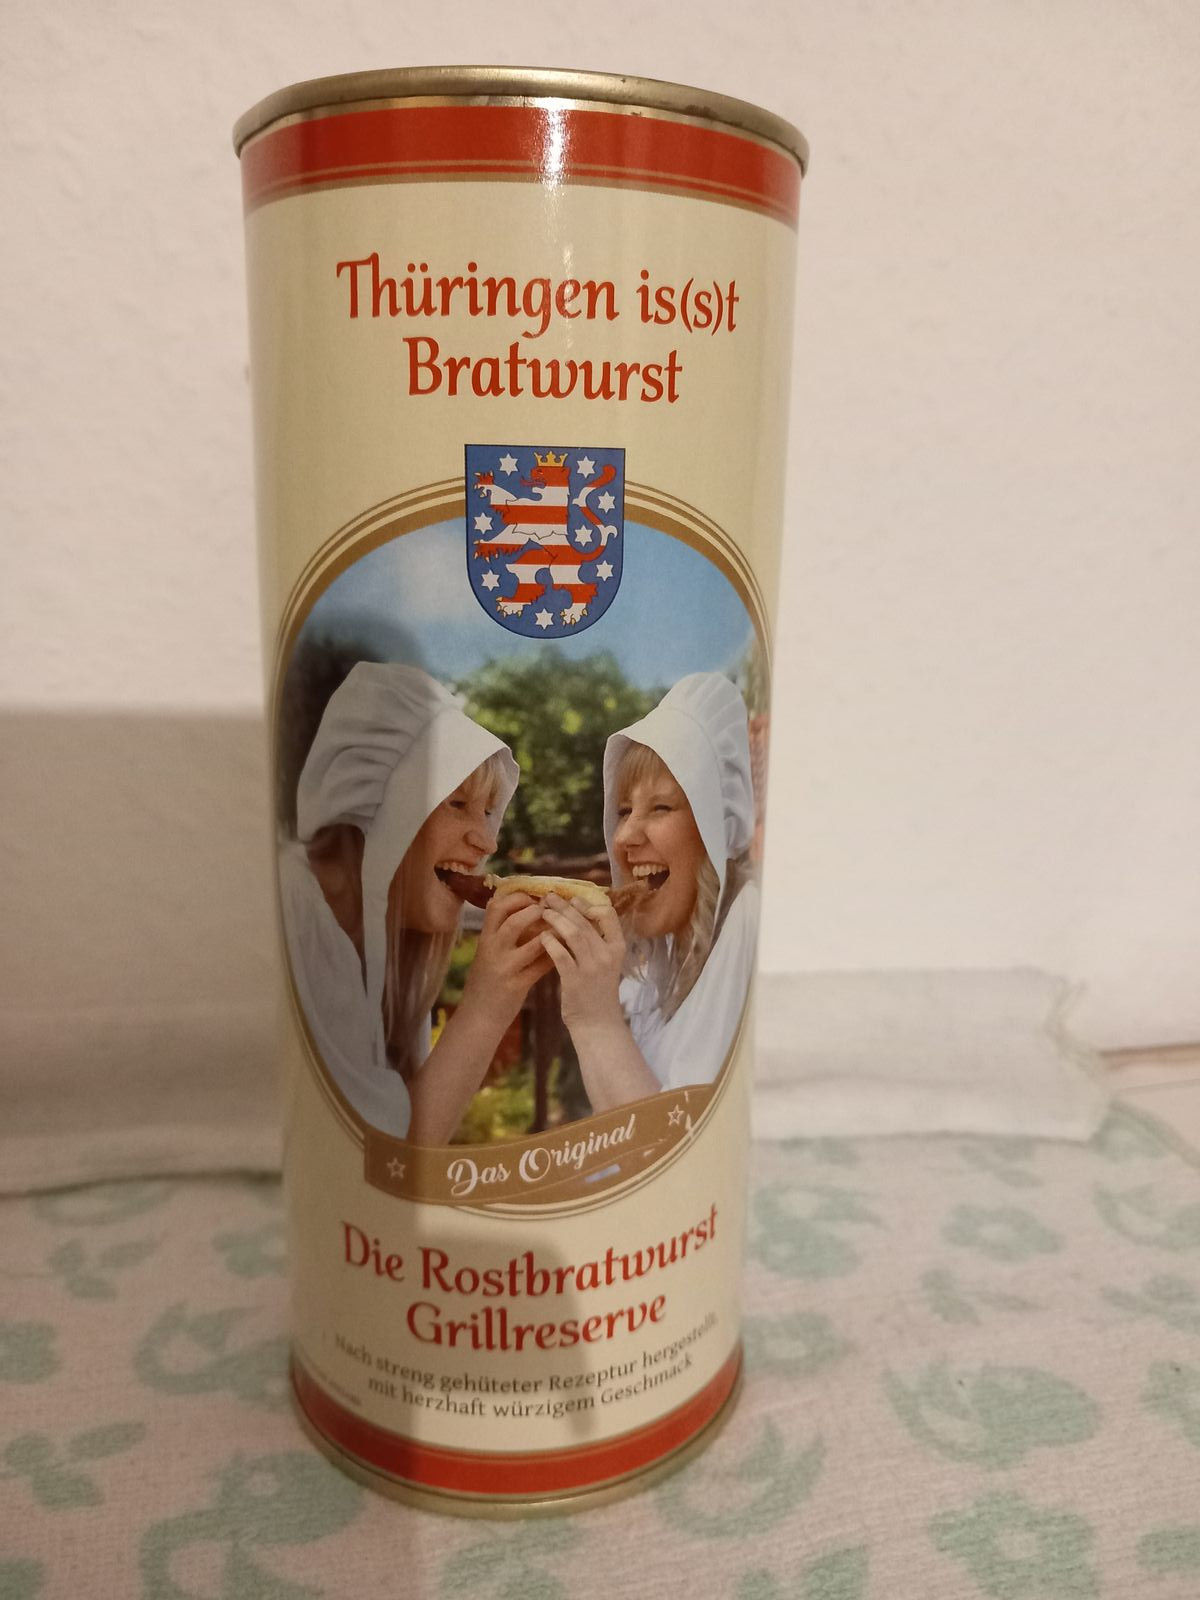 Thüringen is(s)t
Bratwurst
Das Original
Die Rostbratwurst
Grillreserve
Nach streng gehüteter Rezeptur hergestellt,
mit herzhaft würzigem Geschmack